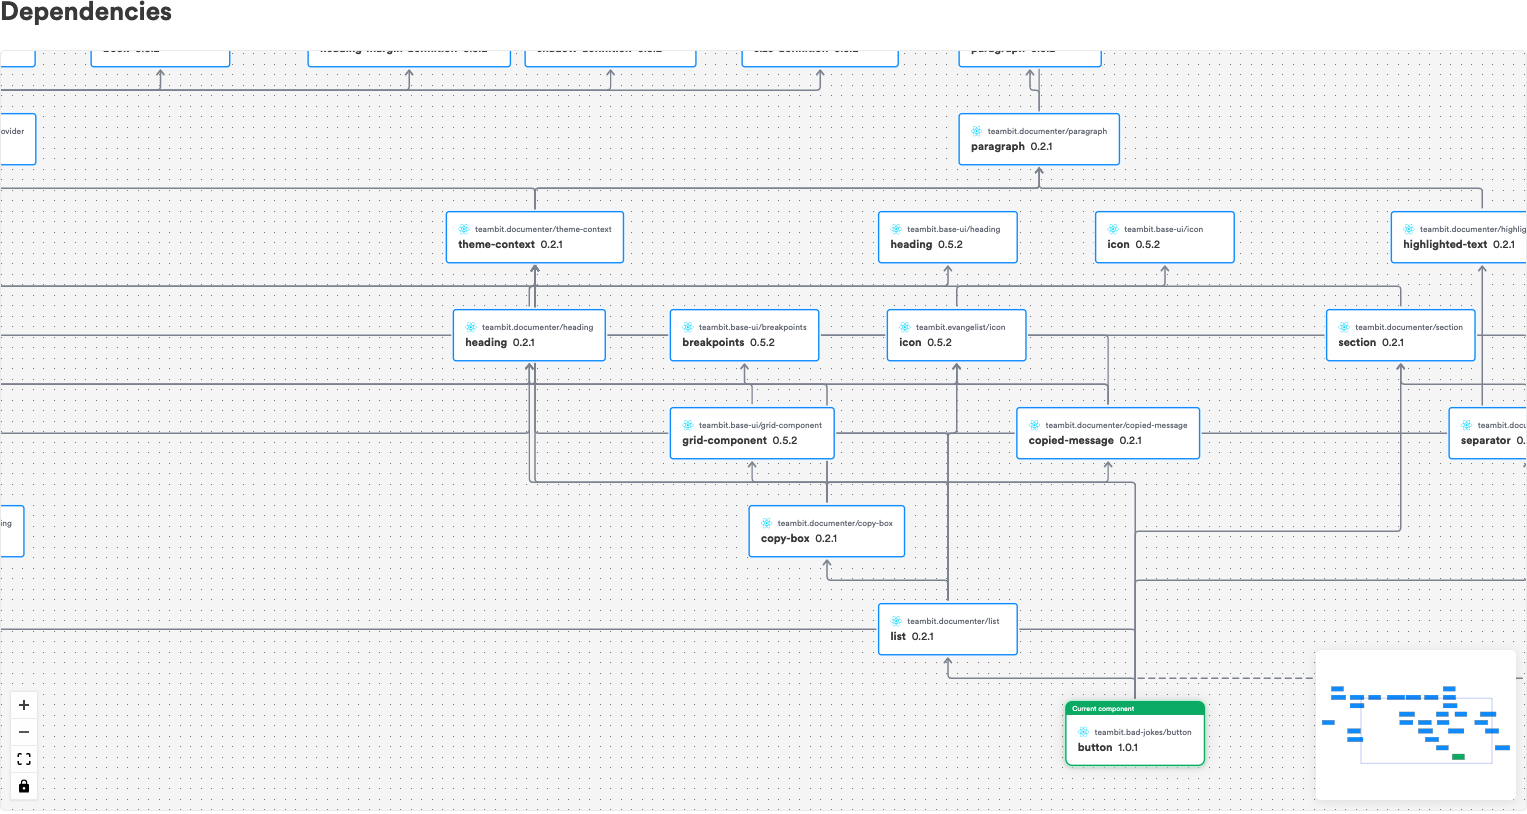 Dependencies
paragraph
teambit.documenter/paragraph
paragraph 0.2.1
teambit.documenter/theme-context
theme-context 0.2.1
teambit.base-ui/heading
heading 0.5.2
teambit.base-ui/icon
icon 0.5.2
teambit.documenter/highlig
highlighted-text 0.2.1
teambit.documenter/heading
heading 0.2.1
teambit.base-ui/breakpoints
breakpoints 0.5.2
teambit.evangelist/icon
icon 0.5.2
teambit.documenter/section
section 0.2.1
teambit.base-ui/grid-component
grid-component 0.5.2
teambit.documenter/copied-message
copied-message 0.2.1
teambit.docu
separator 0.
ing
teambit.documenter/copy-box
copy-box 0.2.1
teambit.documenter/list
list 0.2.1
Current component
teambit.bad-jokes/button
button 1.0.1